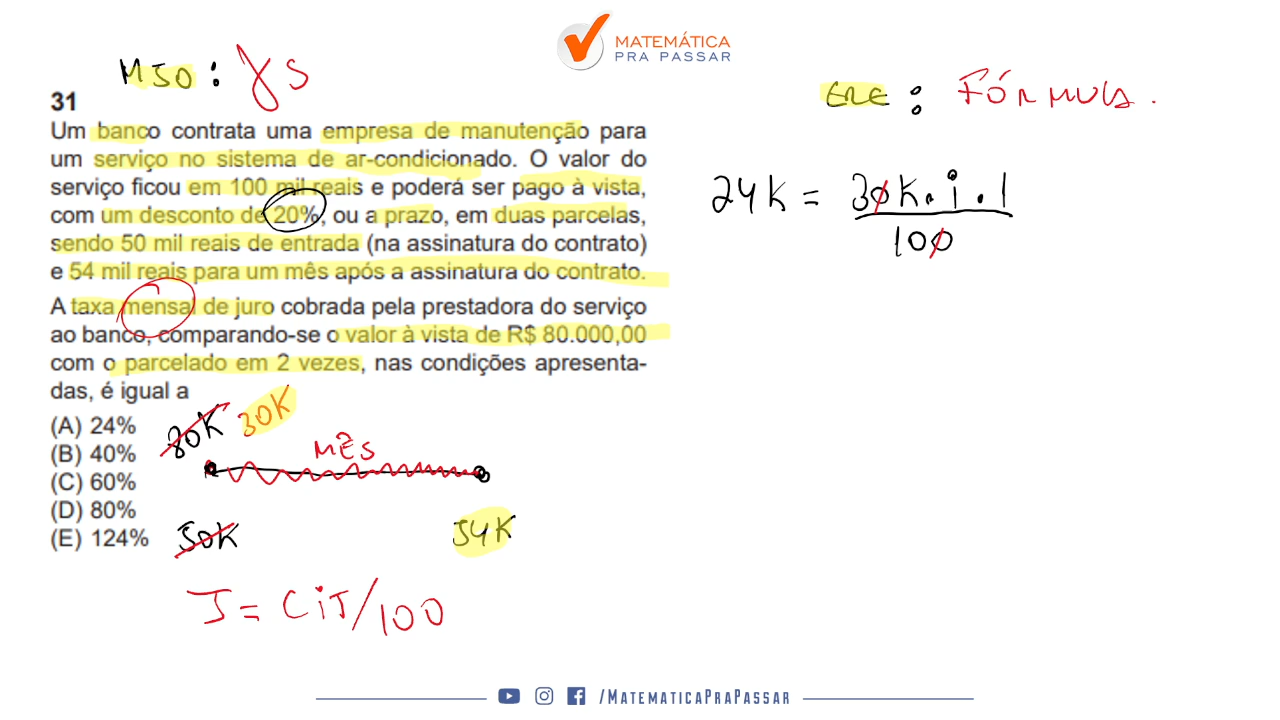 MATEMÁTICA
PRA PASSAR
MSO:
ERE: FÓRMULA.
31
Um banco contrata uma empresa de manutenção para
um serviço no sistema de ar-condicionado. O valor do
serviço ficou em 100 mil reais e poderá ser pago à vista,
com um desconto de 20%, ou a prazo, em duas parcelas,
sendo 50 mil reais de entrada (na assinatura do contrato)
e 54 mil reais para um mês após a assinatura do contrato.
A taxa mensal de juro cobrada pela prestadora do serviço
ao banco, comparando-se o valor à vista de R$ 80.000,00
com o parcelado em 2 vezes, nas condições apresenta-
das, é igual a
(A) 24%
(B) 40%
(C) 60%
(D) 80%
(E) 124%
80K 30K
MÊS
50K
54K
J = CiT/100
24K = 30K.i.1
100
/MATEMATICAPRAPASSAR